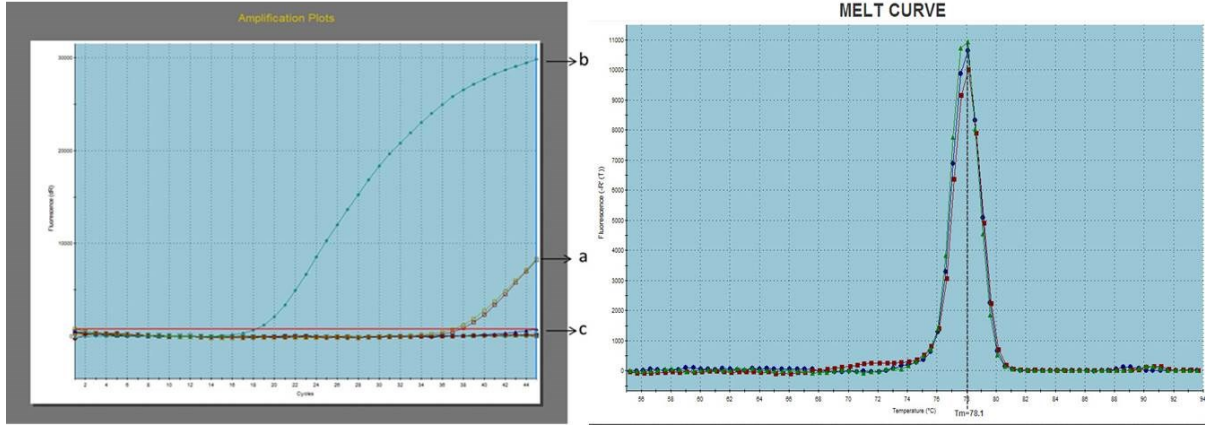 Amplification Plots
30000
20000
10000
Fluorescence (dR)
2 4 6 8 10 12 14 16 18 20 22 24 26 28 30 32 34 36 38 40 42 44
Cycles
b
a
c
MELT CURVE
11000
10000
9000
8000
7000
6000
5000
4000
3000
2000
1000
0
Fluorescence (-R' (T))
56 58 60 62 64 66 68 70 72 74 76 78 80 82 84 86 88 90 92 94
Temperature (°C)
Tm=78.1